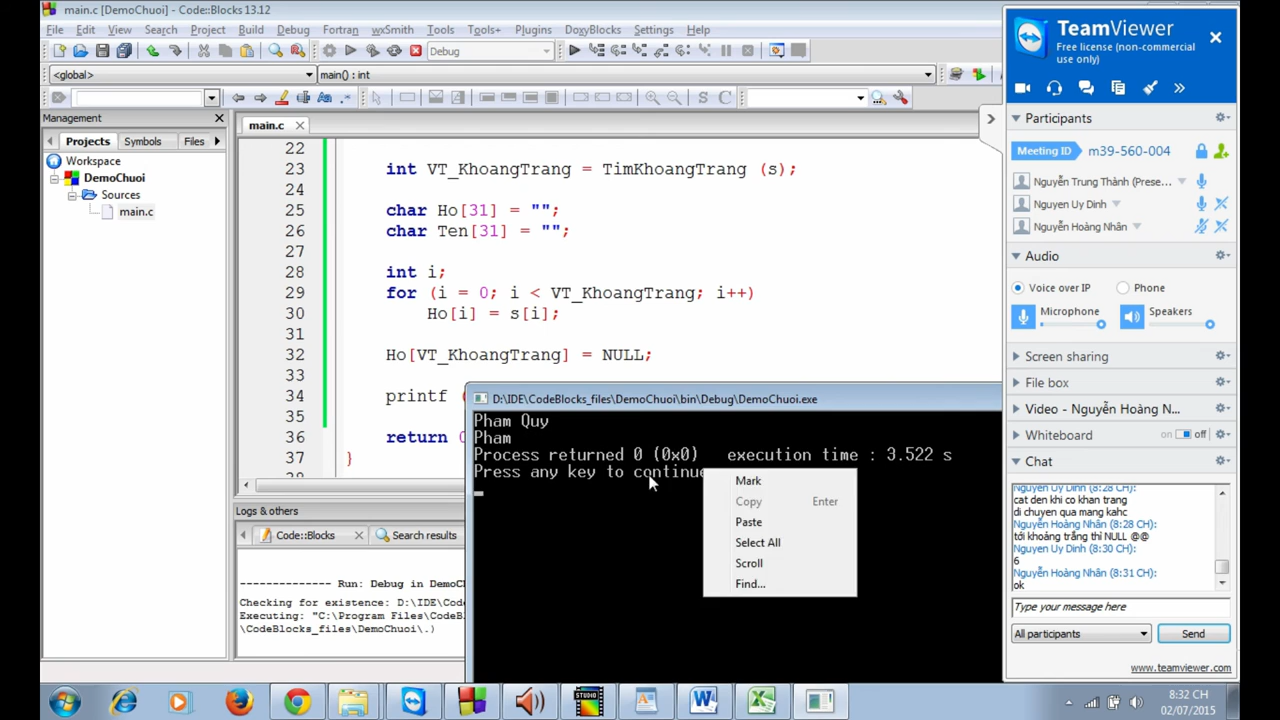 main.c [DemoChuoi] - Code::Blocks 13.12
File Edit View Search Project Build Debug Fortran wxSmith Tools Tools+ Plugins DoxyBlocks Settings Help
Debug
<global> main() : int
S C
Management
Projects Symbols Files
Workspace
DemoChuoi
Sources
main.c
main.c
22
23 int VT_KhoangTrang = TimKhoangTrang (s);
24
25 char Ho[31] = "";
26 char Ten[31] = "";
27
28 int i;
29 for (i = 0; i < VT_KhoangTrang; i++)
30 Ho[i] = s[i];
31
32 Ho[VT_KhoangTrang] = NULL;
33
34 printf (
35
36 return
37 }
D:\IDE\CodeBlocks_files\DemoChuoi\bin\Debug\DemoChuoi.exe
Pham Quy
Pham
Process returned 0 (0x0) execution time : 3.522 s
Press any key to continue
Mark
Copy Enter
Paste
Select All
Scroll
Find...
Logs & others
Code::Blocks Search results
-------------- Run: Debug in DemoC
Checking for existence: D:\IDE\Cod
Executing: "C:\Program Files\CodeB
\CodeBlocks_files\DemoChuoi\.)
TeamViewer
Free license (non-commercial
use only)
Participants
Meeting ID m39-560-004
Nguyễn Trung Thành (Prese...
Nguyen Uy Dinh
Nguyễn Hoàng Nhân
Audio
Voice over IP Phone
Microphone Speakers
Screen sharing
File box
Video - Nguyễn Hoàng N...
Whiteboard on off
Chat
Nguyen Uy Dinh (8:28 CH):
cat den khi co khan trang
di chuyen qua mang kahc
Nguyễn Hoàng Nhân (8:28 CH):
tới khoảng trắng thì NULL @@
Nguyen Uy Dinh (8:30 CH):
6
Nguyễn Hoàng Nhân (8:31 CH):
ok
Type your message here
All participants Send
www.teamviewer.com
STUDIO
8:32 CH
02/07/2015